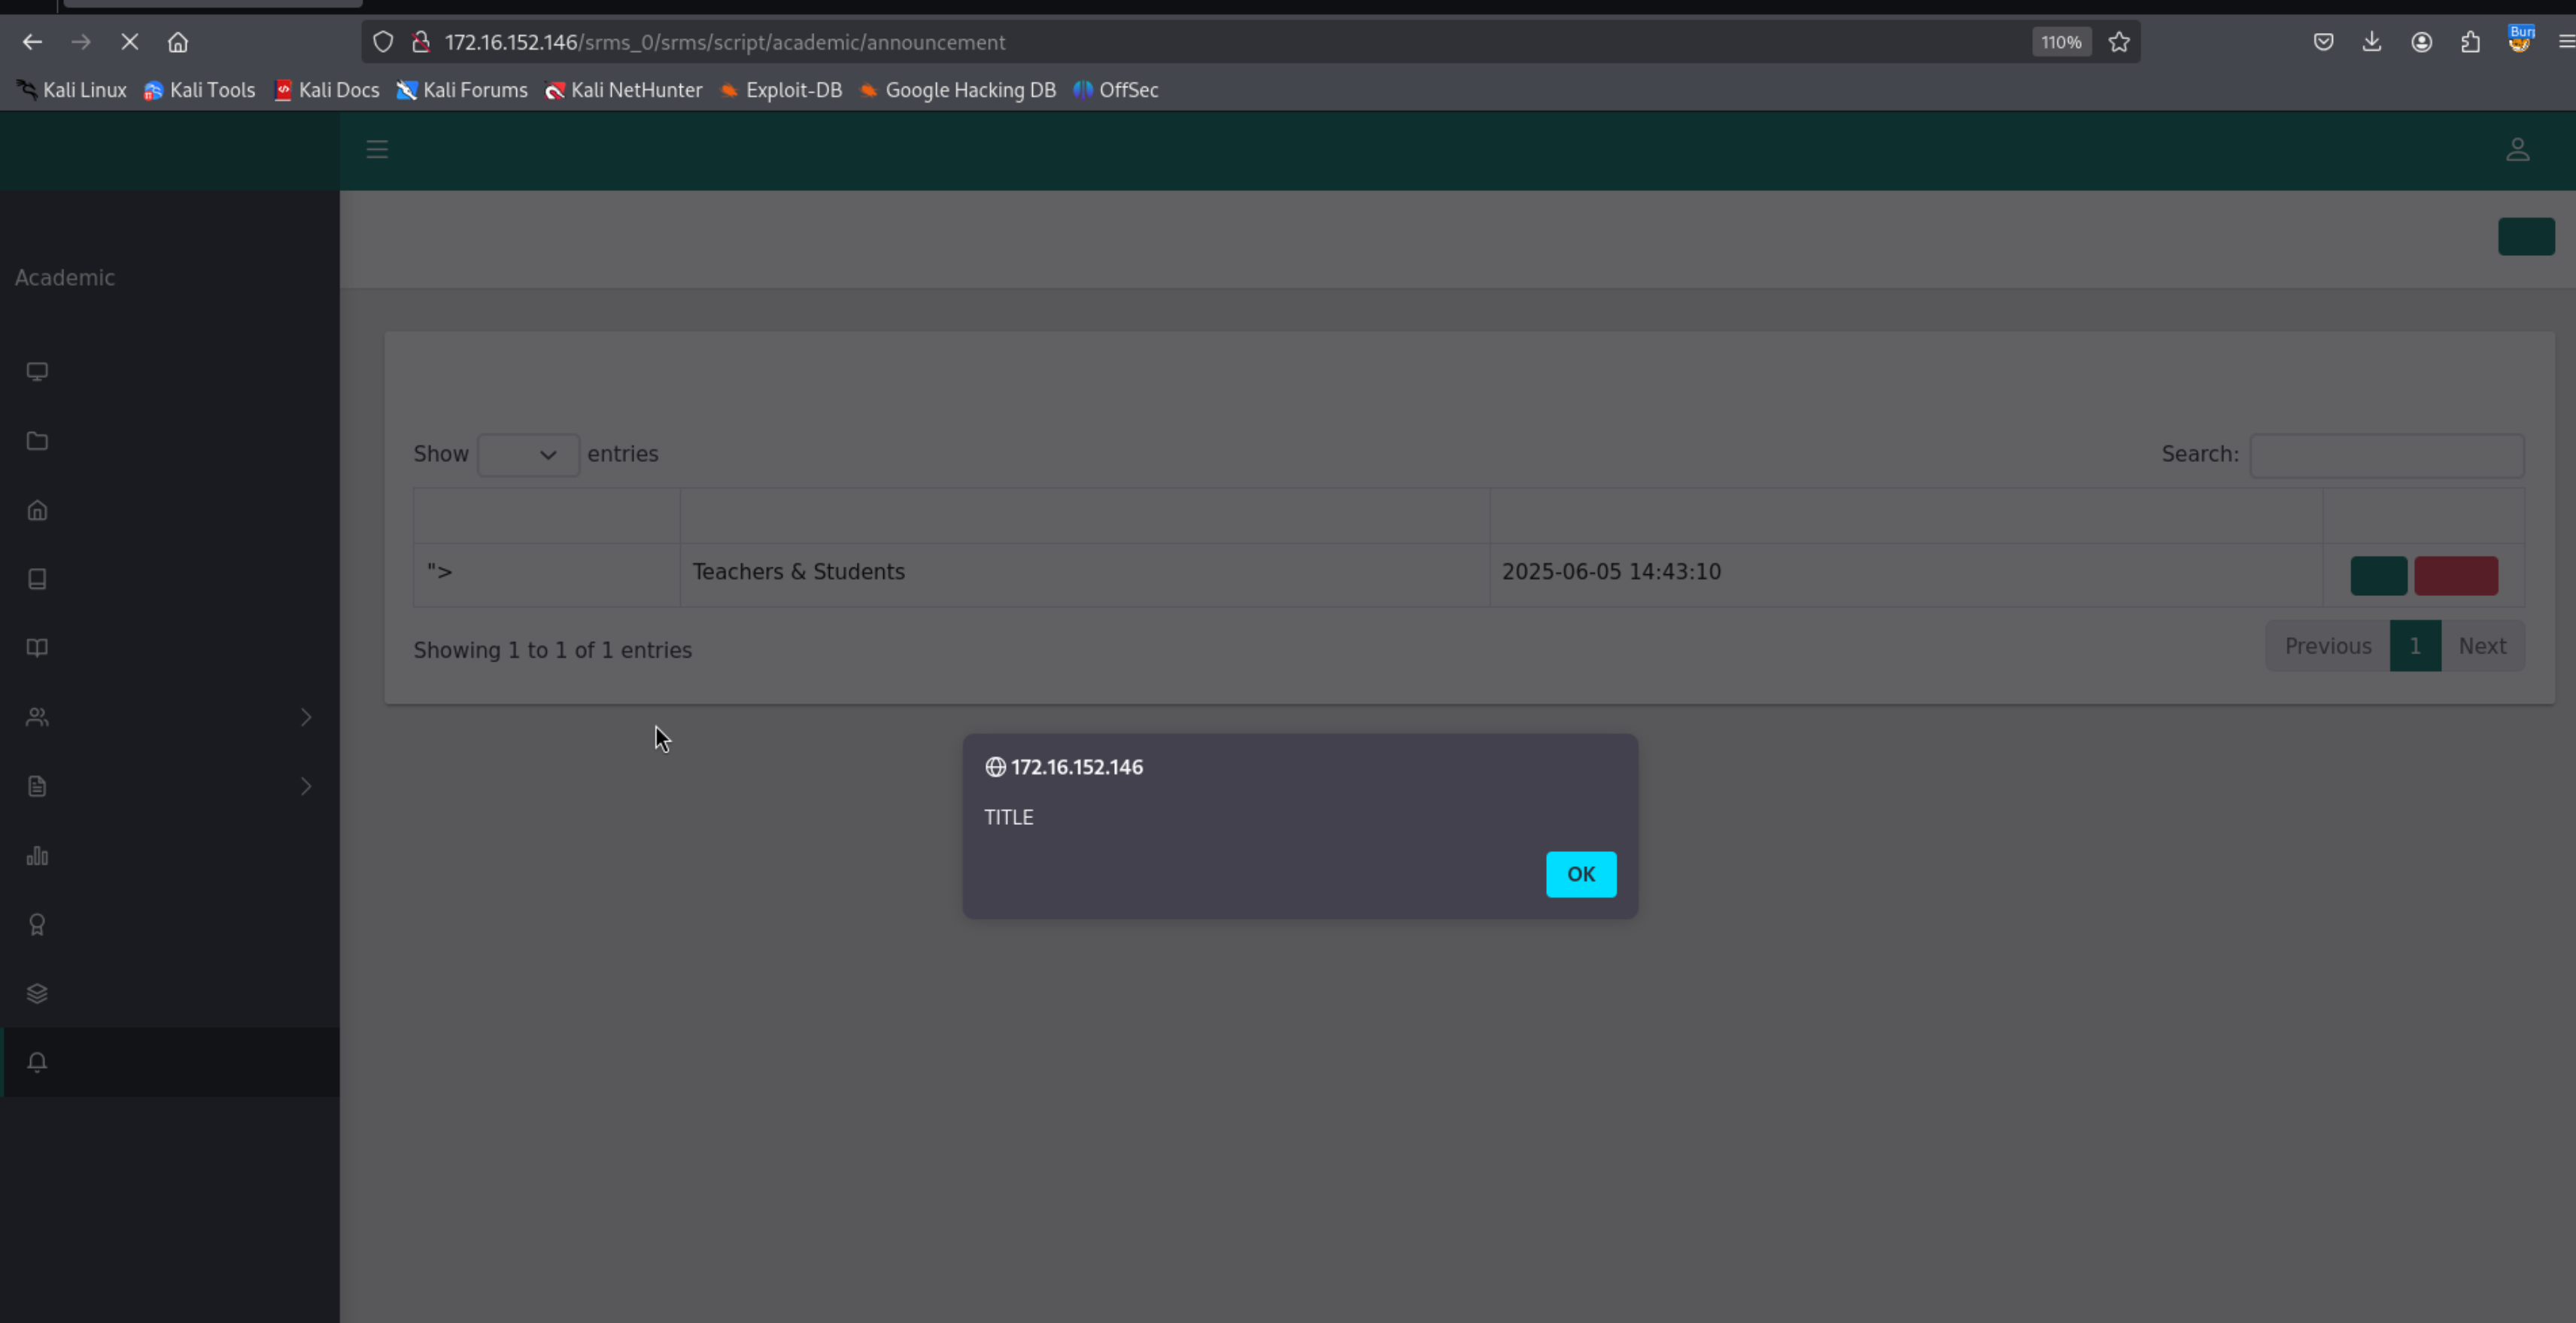 172.16.152.146/srms_0/srms/script/academic/announcement
110%
Kali Linux Kali Tools Kali Docs Kali Forums Kali NetHunter Exploit-DB Google Hacking DB OffSec
Academic
Show entries Search:
"> Teachers & Students 2025-06-05 14:43:10
Showing 1 to 1 of 1 entries Previous 1 Next
172.16.152.146
TITLE
OK